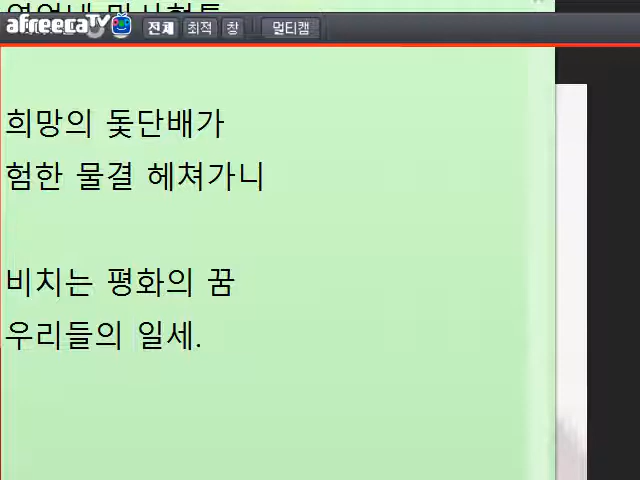 afreecaTV 전체 최적 창 멀티캠
희망의 돛단배가
험한 물결 헤쳐가니
비치는 평화의 꿈
우리들의 일세.